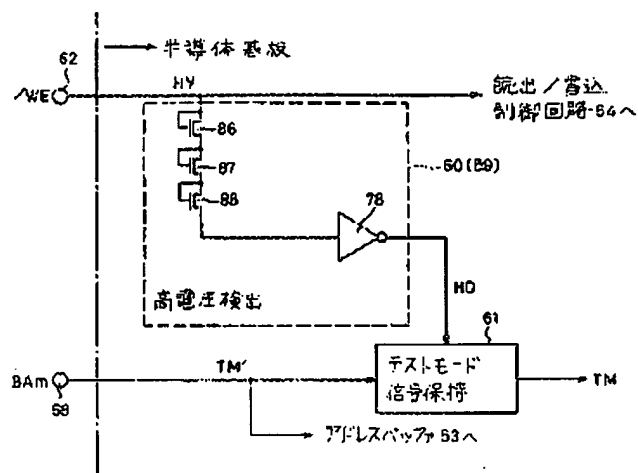 半導体基板
62
/WE
HV
読出/書込
制御回路64へ
86
87
88
60(89)
78
高電圧検出
HD
61
テストモード
信号保持
BAm
TM'
TM
58
アドレスバッファ53へ